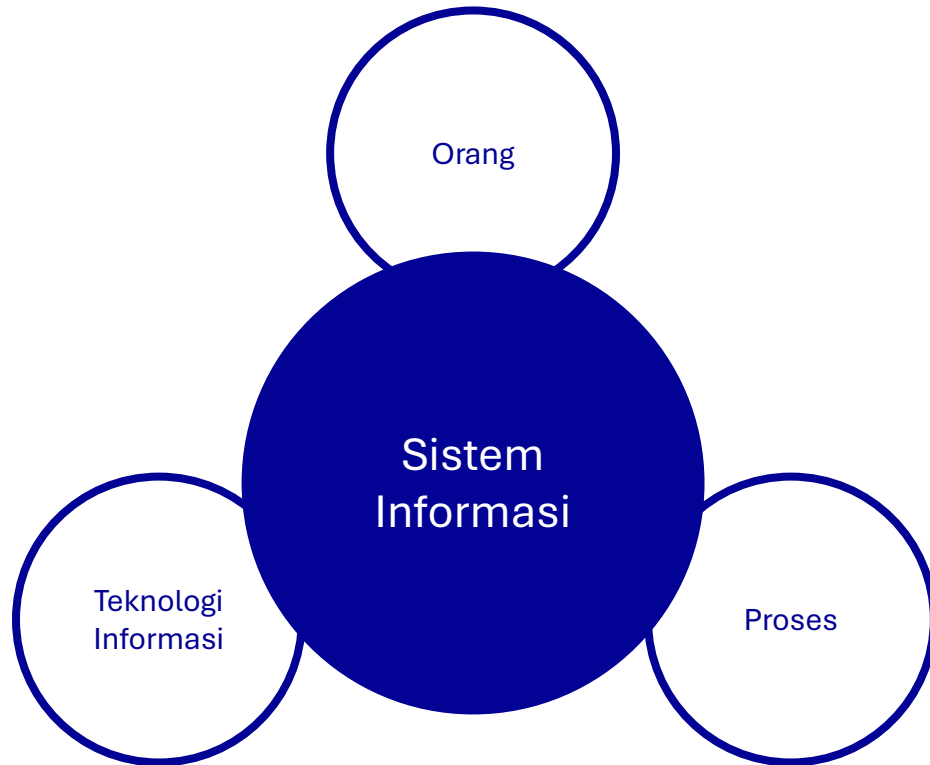 Orang
Sistem
Informasi
Teknologi
Informasi
Proses